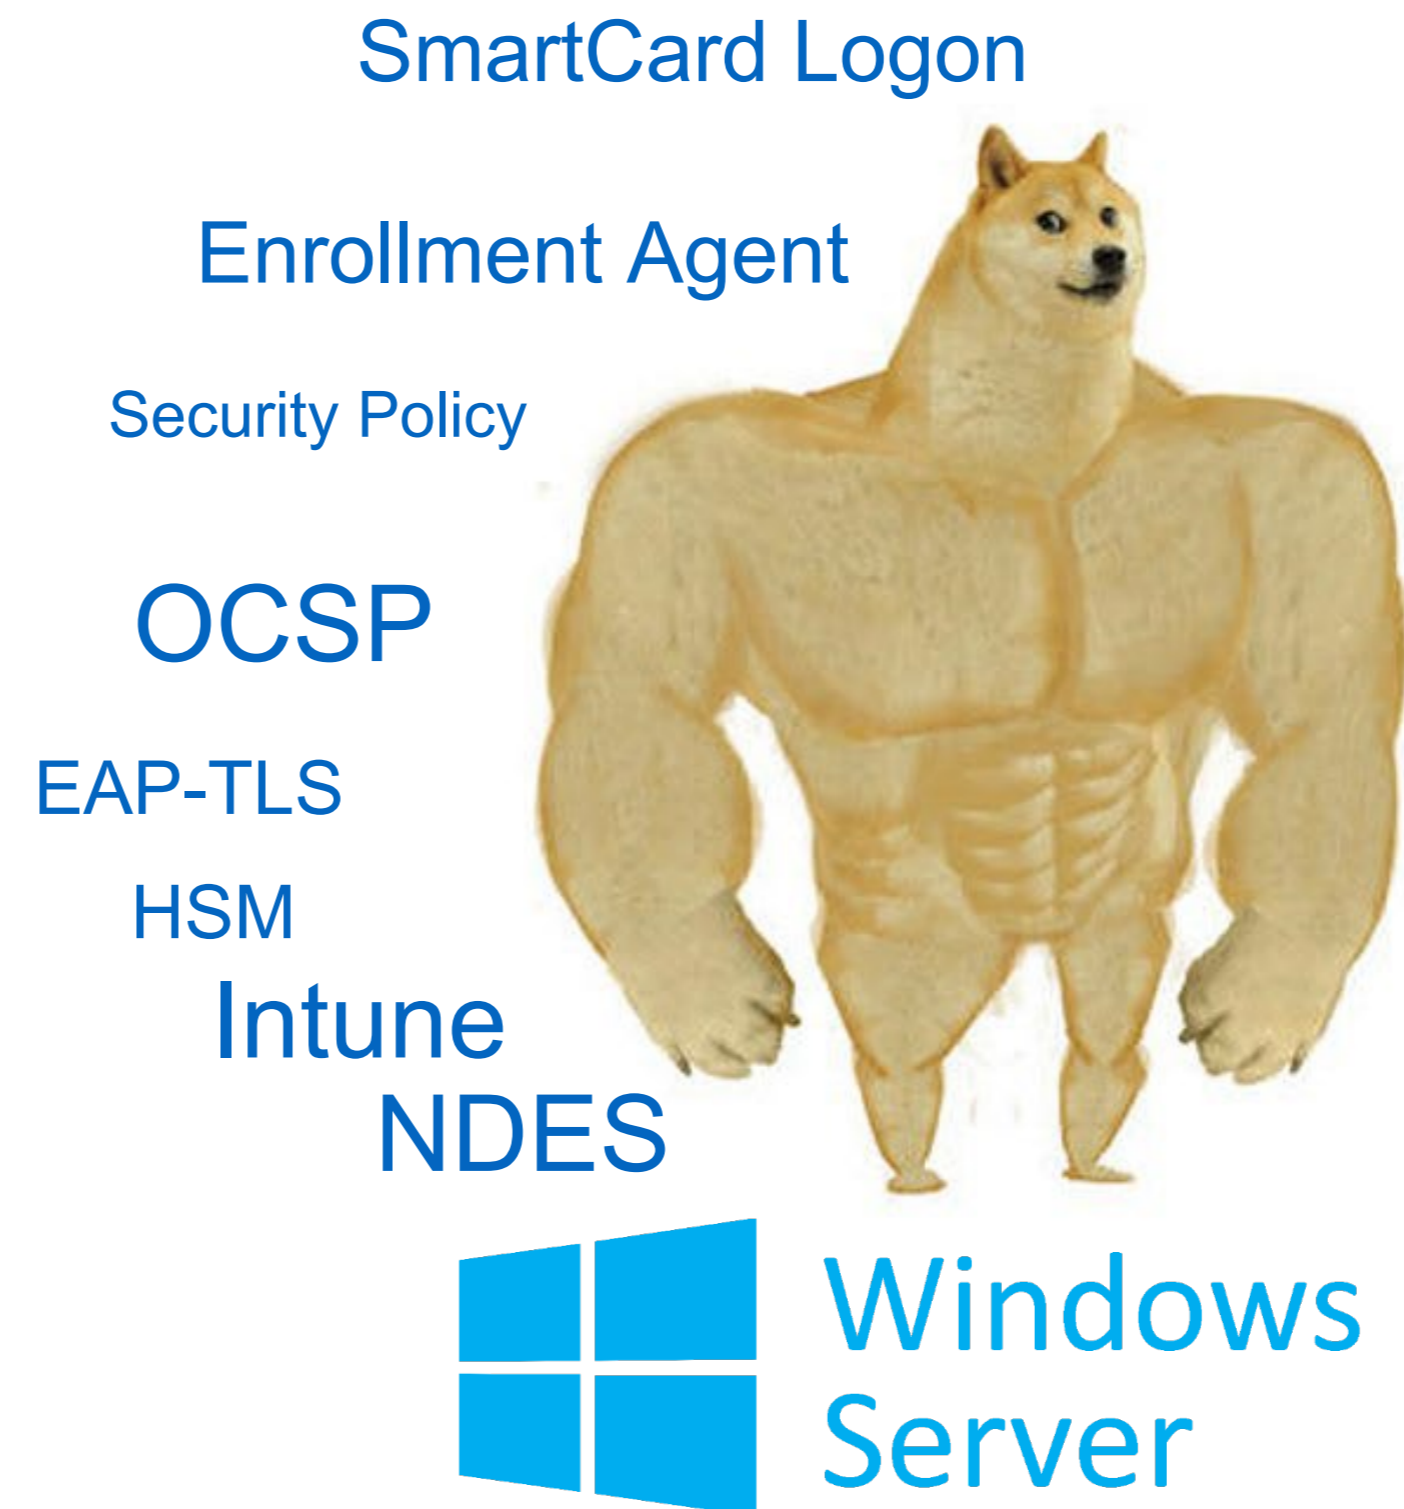 SmartCard Logon
Enrollment Agent
Security Policy
OCSP
EAP-TLS
HSM
Intune
NDES
Windows
Server